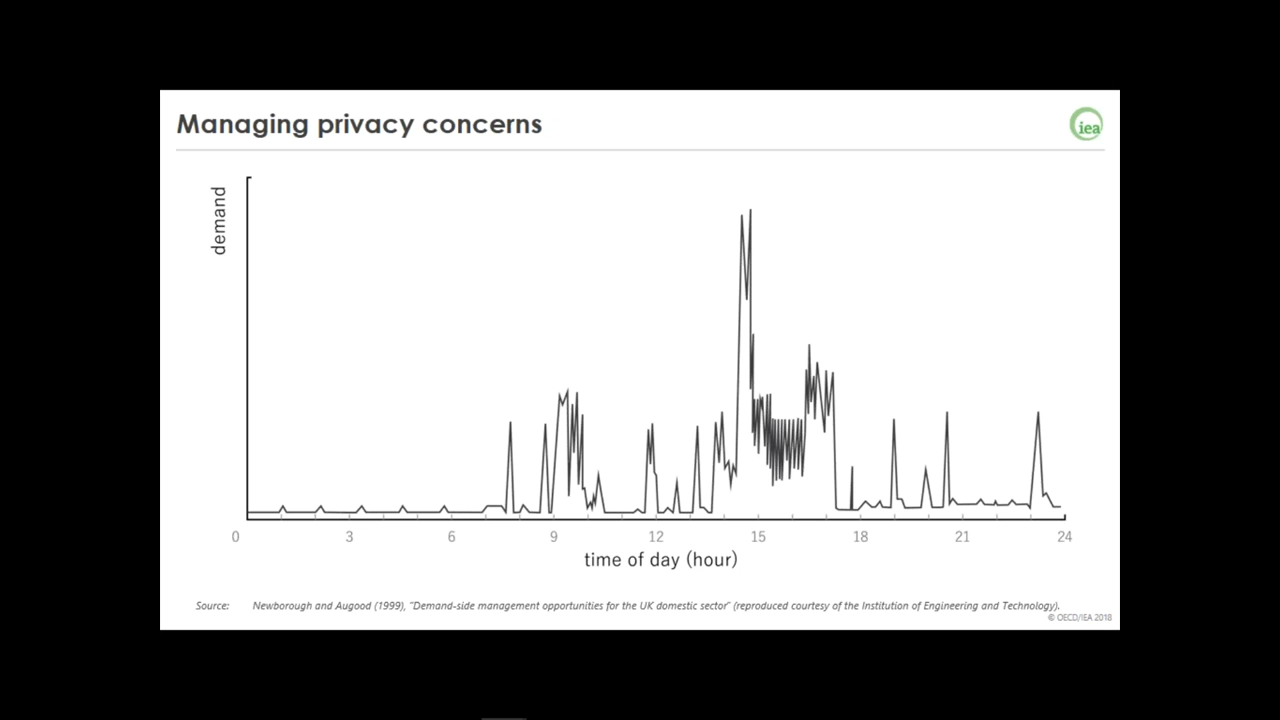 Managing privacy concerns
iea
demand
0 3 6 9 12 15 18 21 24
time of day (hour)
Source: Newborough and Augood (1999), "Demand-side management opportunities for the UK domestic sector" (reproduced courtesy of the Institution of Engineering and Technology).
© OECD/IEA 2018